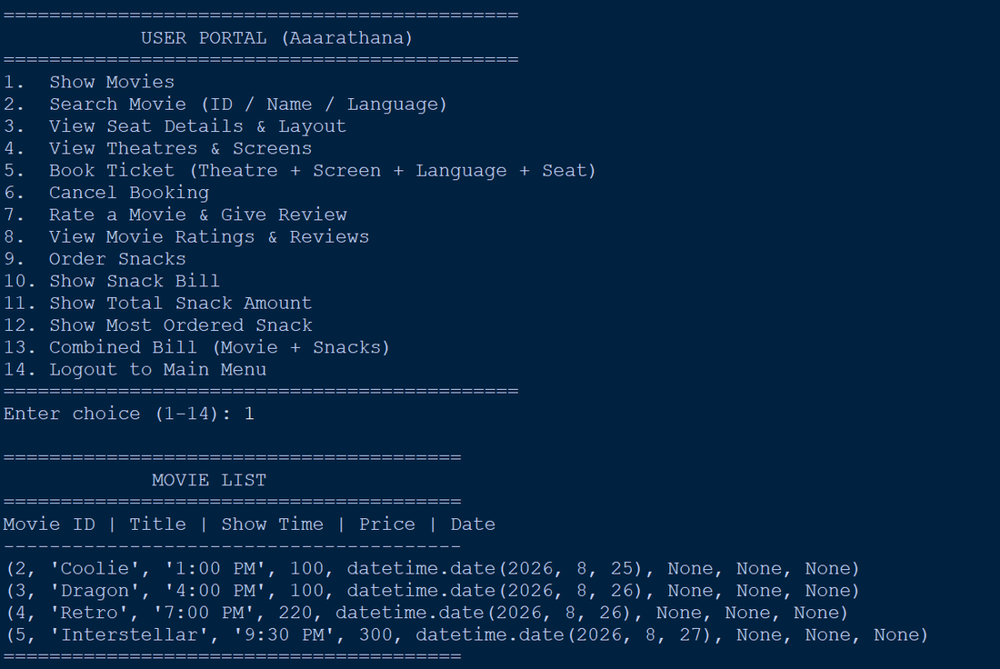 =============================================
            USER PORTAL (Aaarathana)
=============================================
1.  Show Movies
2.  Search Movie (ID / Name / Language)
3.  View Seat Details & Layout
4.  View Theatres & Screens
5.  Book Ticket (Theatre + Screen + Language + Seat)
6.  Cancel Booking
7.  Rate a Movie & Give Review
8.  View Movie Ratings & Reviews
9.  Order Snacks
10. Show Snack Bill
11. Show Total Snack Amount
12. Show Most Ordered Snack
13. Combined Bill (Movie + Snacks)
14. Logout to Main Menu
=============================================
Enter choice (1-14): 1
========================================
             MOVIE LIST
========================================
Movie ID | Title | Show Time | Price | Date
----------------------------------------
(2, 'Coolie', '1:00 PM', 100, datetime.date(2026, 8, 25), None, None, None)
(3, 'Dragon', '4:00 PM', 100, datetime.date(2026, 8, 26), None, None, None)
(4, 'Retro', '7:00 PM', 220, datetime.date(2026, 8, 26), None, None, None)
(5, 'Interstellar', '9:30 PM', 300, datetime.date(2026, 8, 27), None, None, None)
========================================